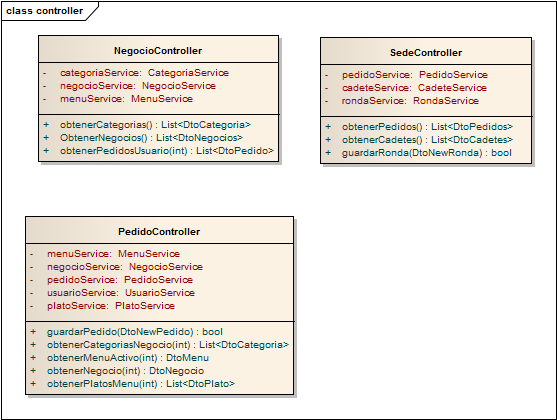 class controller
NegocioController
- categoriaService: CategoriaService
- negocioService: NegocioService
- menuService: MenuService
+ obtenerCategorias() : List<DtoCategoria>
+ ObtenerNegocios() : List<DtoNegocios>
+ obtenerPedidosUsuario(int) : List<DtoPedido>
SedeController
- pedidoService: PedidoService
- cadeteService: CadeteService
- rondaService: RondaService
+ obtenerPedidos() : List<DtoPedidos>
+ obtenerCadetes() : List<DtoCadetes>
+ guardarRonda(DtoNewRonda) : bool
PedidoController
- menuService: MenuService
- negocioService: NegocioService
- pedidoService: PedidoService
- usuarioService: UsuarioService
- platoService: PlatoService
+ guardarPedido(DtoNewPedido) : bool
+ obtenerCategoriasNegocio(int) : List<DtoCategoria>
+ obtenerMenuActivo(int) : DtoMenu
+ obtenerNegocio(int) : DtoNegocio
+ obtenerPlatosMenu(int) : List<DtoPlato>